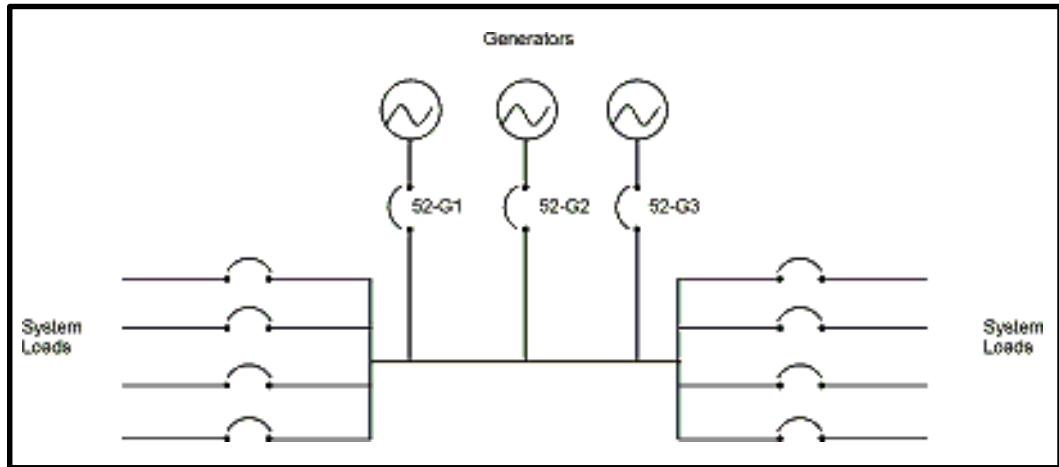 Generators
52-G1
52-G2
52-G3
System
Loads
System
Loads